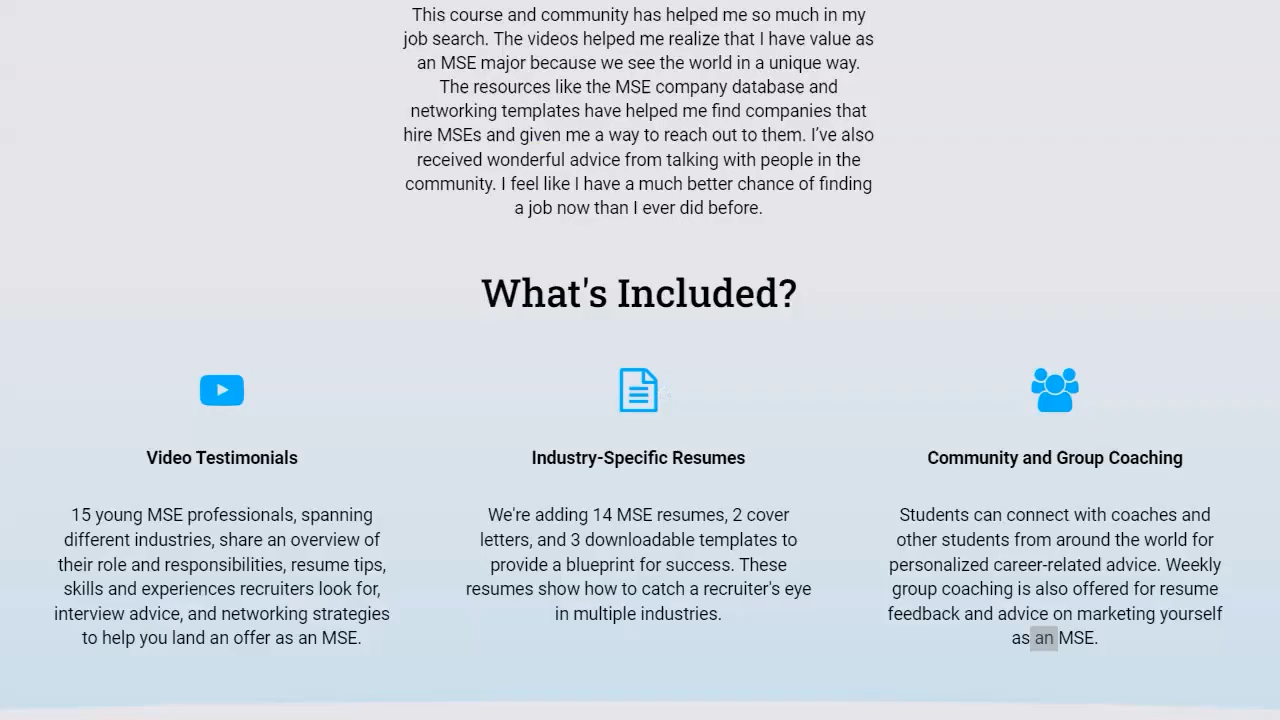 This course and community has helped me so much in my
job search. The videos helped me realize that I have value as
an MSE major because we see the world in a unique way.
The resources like the MSE company database and
networking templates have helped me find companies that
hire MSEs and given me a way to reach out to them. I’ve also
received wonderful advice from talking with people in the
community. I feel like I have a much better chance of finding
a job now than I ever did before.
What's Included?
Video Testimonials
15 young MSE professionals, spanning
different industries, share an overview of
their role and responsibilities, resume tips,
skills and experiences recruiters look for,
interview advice, and networking strategies
to help you land an offer as an MSE.
Industry-Specific Resumes
We're adding 14 MSE resumes, 2 cover
letters, and 3 downloadable templates to
provide a blueprint for success. These
resumes show how to catch a recruiter's eye
in multiple industries.
Community and Group Coaching
Students can connect with coaches and
other students from around the world for
personalized career-related advice. Weekly
group coaching is also offered for resume
feedback and advice on marketing yourself
as an MSE.